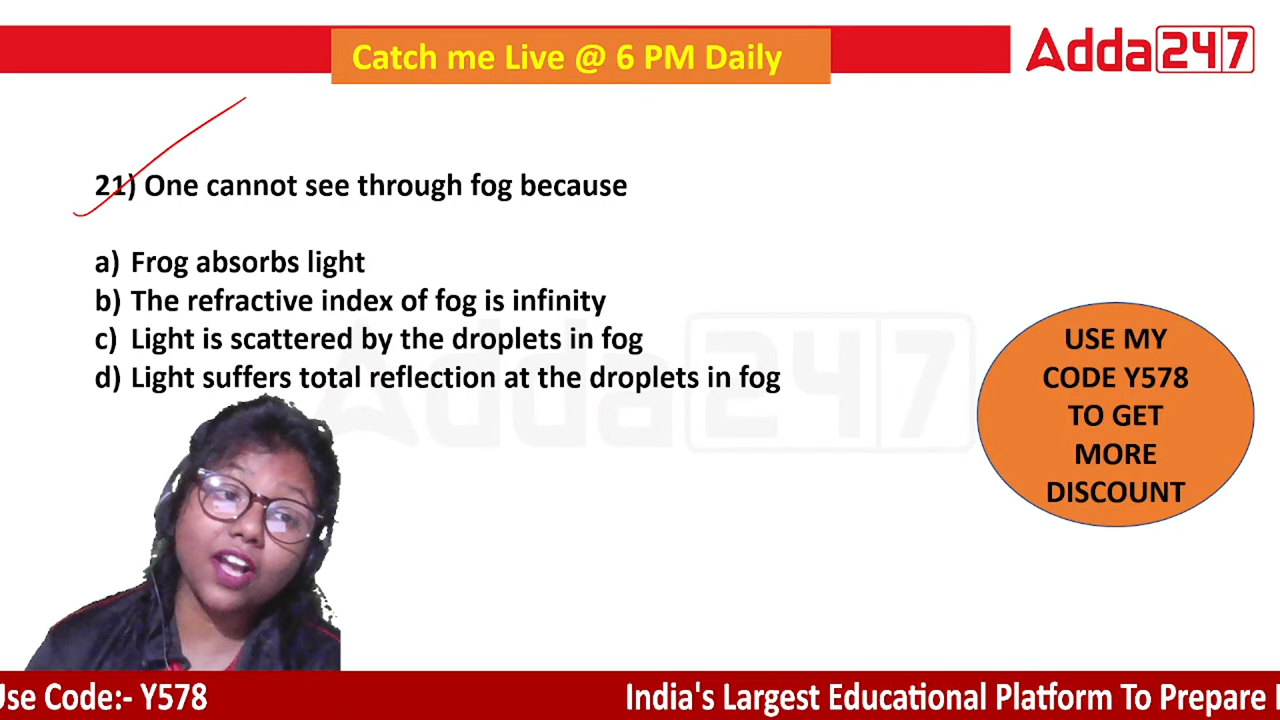 Catch me Live @ 6 PM Daily
Adda247
21) One cannot see through fog because
a) Frog absorbs light
b) The refractive index of fog is infinity
c) Light is scattered by the droplets in fog
d) Light suffers total reflection at the droplets in fog
Adda247
USE MY
CODE Y578
TO GET
MORE
DISCOUNT
Use Code:- Y578
India's Largest Educational Platform To Prepare